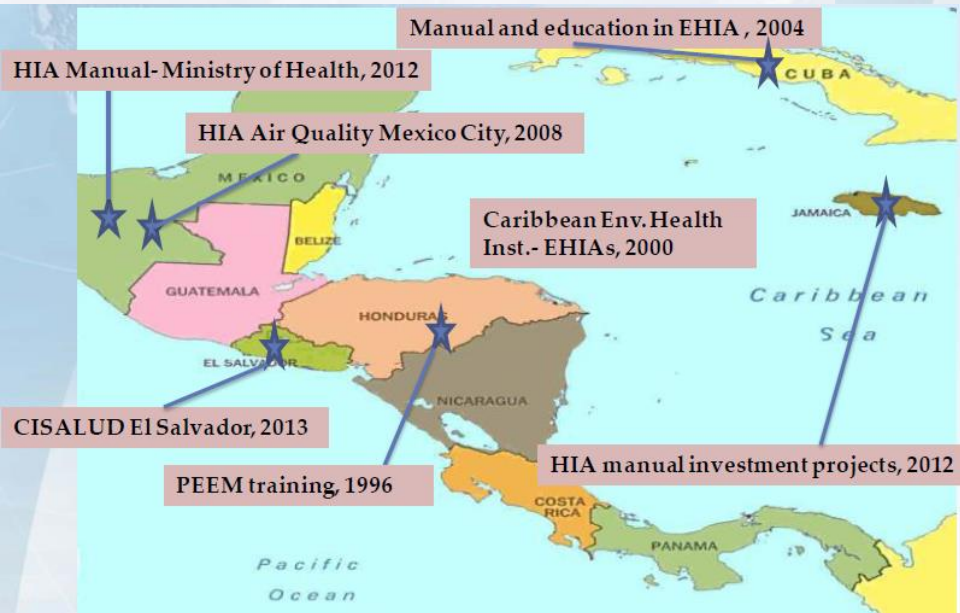 Manual and education in EHIA , 2004
HIA Manual- Ministry of Health, 2012
CUBA
HIA Air Quality Mexico City, 2008
MEXICO
Caribbean Env. Health
Inst.- EHIAs, 2000
JAMAICA
BELIZE
GUATEMALA
Caribbean
Sea
HONDURAS
EL SALVADOR
NICARAGUA
CISALUD El Salvador, 2013
HIA manual investment projects, 2012
PEEM training, 1996
COSTA
RICA
PANAMA
Pacific
Ocean